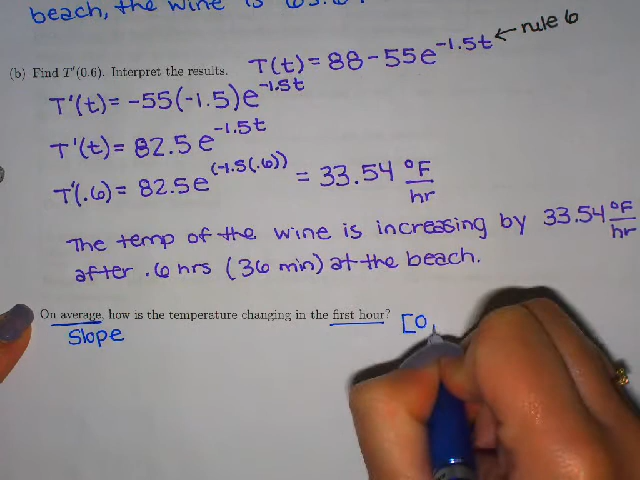 beach, the wine is
(b) Find T'(0.6). Interpret the results. T(t) = 88 - 55e^-1.5t ← rule 6
T'(t) = -55(-1.5)e^-1.5t
T'(t) = 82.5 e^-1.5t
T'(.6) = 82.5e^(-1.5(.6)) = 33.54 °F/hr
The temp of the wine is increasing by 33.54 °F/hr
after .6 hrs (36 min) at the beach.
On average, how is the temperature changing in the first hour? [0,
Slope